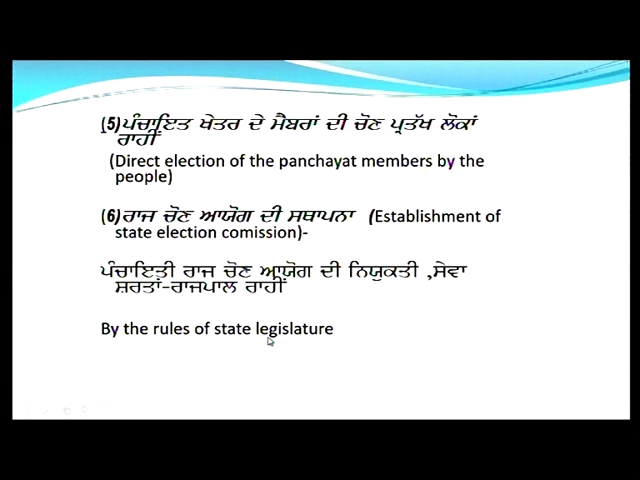 (5)ਪੰਚਾਇਤ ਖੇਤਰ ਦੇ ਮੈਂਬਰਾਂ ਦੀ ਚੋਣ ਪ੍ਰਤੱਖ ਲੋਕਾਂ
ਰਾਹੀਂ
(Direct election of the panchayat members by the
people)
(6)ਰਾਜ ਚੋਣ ਆਯੋਗ ਦੀ ਸਥਾਪਨਾ (Establishment of
state election comission)-
ਪੰਚਾਇਤੀ ਰਾਜ ਚੋਣ ਆਯੋਗ ਦੀ ਨਿਯੁਕਤੀ ,ਸੇਵਾ
ਸ਼ਰਤਾਂ-ਰਾਜਪਾਲ ਰਾਹੀਂ
By the rules of state legislature